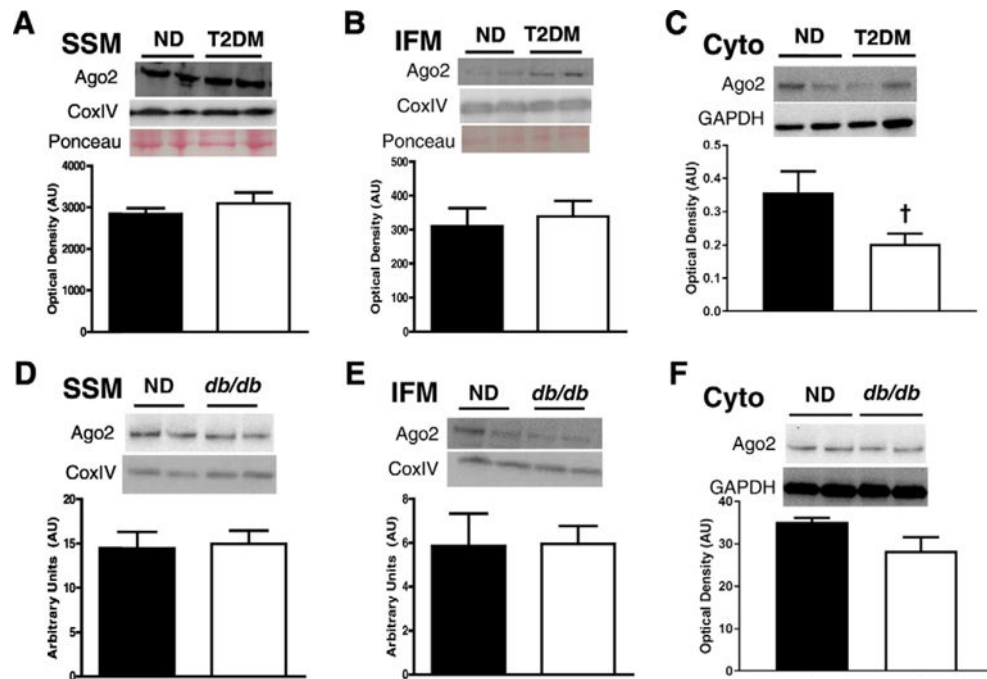 A SSM ND T2DM
Ago2
CoxIV
Ponceau
Optical Density (AU)
4000
3000
2000
1000
0
B IFM ND T2DM
Ago2
CoxIV
Ponceau
Optical Density (AU)
500
400
300
200
100
0
C Cyto ND T2DM
Ago2
GAPDH
Optical Density (AU)
0.5
0.4
0.3
0.2
0.1
0.0
†
D SSM ND db/db
Ago2
CoxIV
Arbitrary Units (AU)
20
15
10
5
0
E IFM ND db/db
Ago2
CoxIV
Arbitrary Units (AU)
8
6
4
2
0
F Cyto ND db/db
Ago2
GAPDH
Optical Density (AU)
40
30
20
10
0